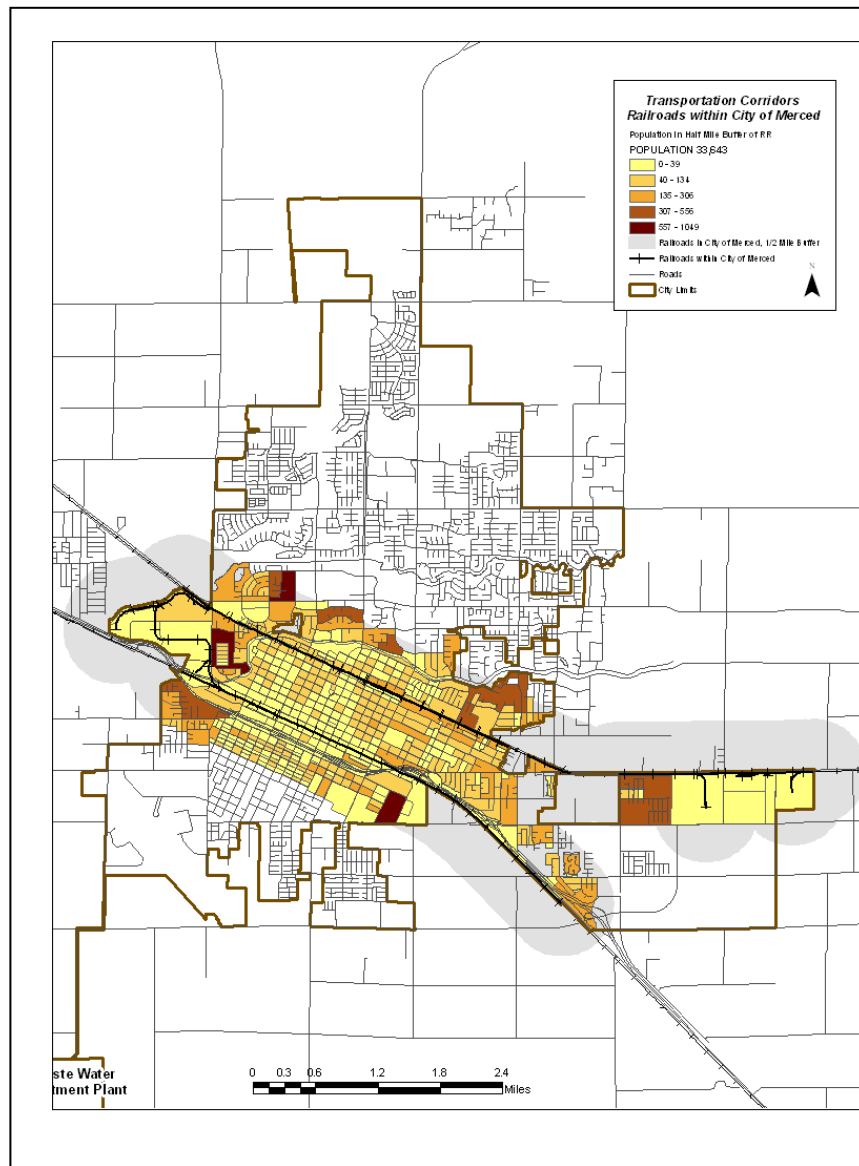 Transportation Corridors
Railroads within City of Merced
Population in Half Mile Buffer of RR
POPULATION 33,643
0 - 39
40 - 134
135 - 306
307 - 556
557 - 1049
Railroads in City of Merced, 1/2 Mile Buffer
Railroads within City of Merced
Roads
City Limits
N
ste Water
tment Plant
0 0.3 0.6 1.2 1.8 2.4
Miles